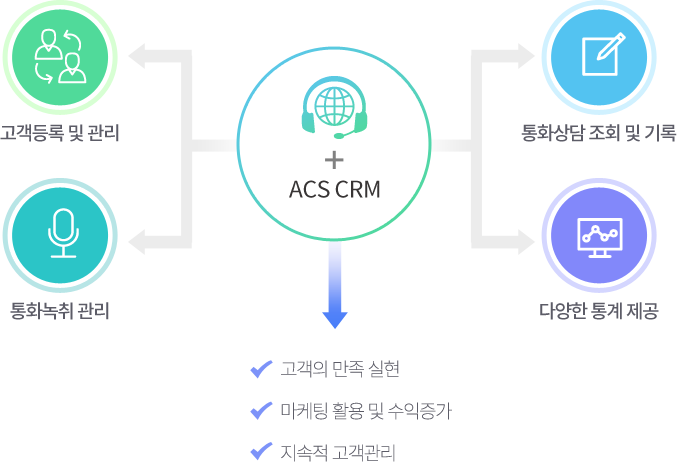 고객등록 및 관리
통화상담 조회 및 기록
+
ACS CRM
통화녹취 관리
다양한 통계 제공
고객의 만족 실현
마케팅 활용 및 수익증가
지속적 고객관리